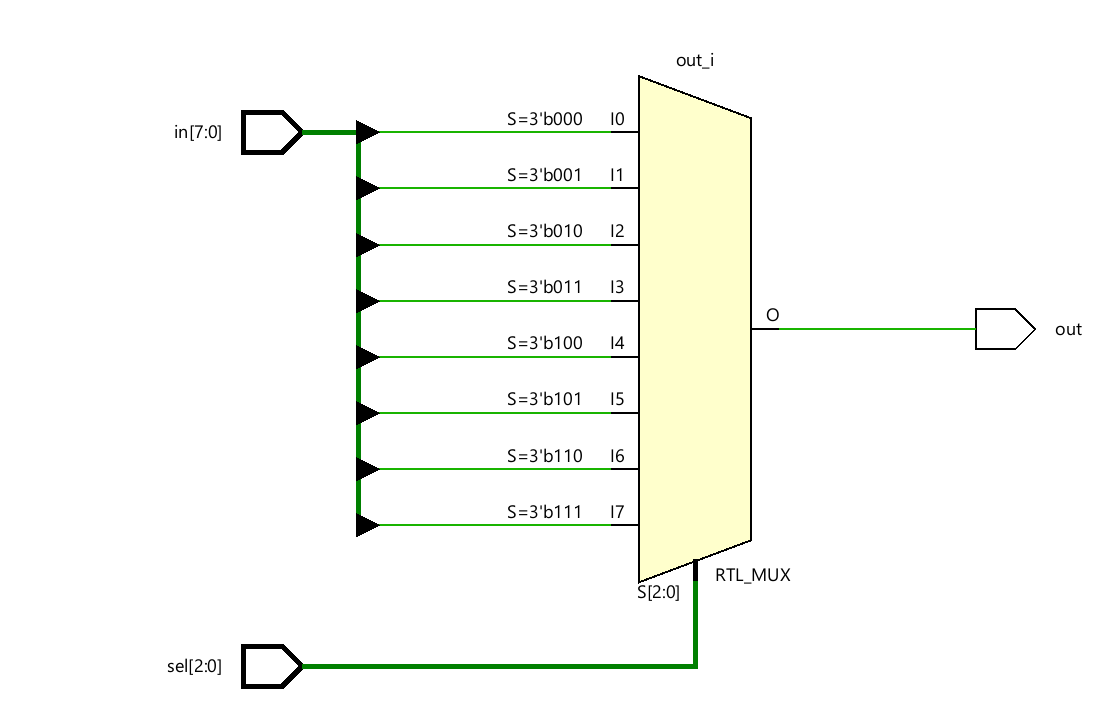 out_i
in[7:0]
S=3'b000 I0
S=3'b001 I1
S=3'b010 I2
S=3'b011 I3
O
out
S=3'b100 I4
S=3'b101 I5
S=3'b110 I6
S=3'b111 I7
RTL_MUX
S[2:0]
sel[2:0]